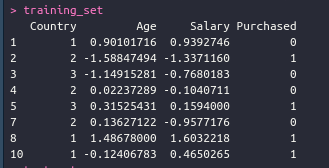 > training_set
Country Age Salary Purchased
1 1 0.90101716 0.9392746 0
2 2 -1.58847494 -1.3371160 1
3 3 -1.14915281 -0.7680183 0
4 2 0.02237289 -0.1040711 0
5 3 0.31525431 0.1594000 1
7 2 0.13627122 -0.9577176 0
8 1 1.48678000 1.6032218 1
10 1 -0.12406783 0.4650265 1